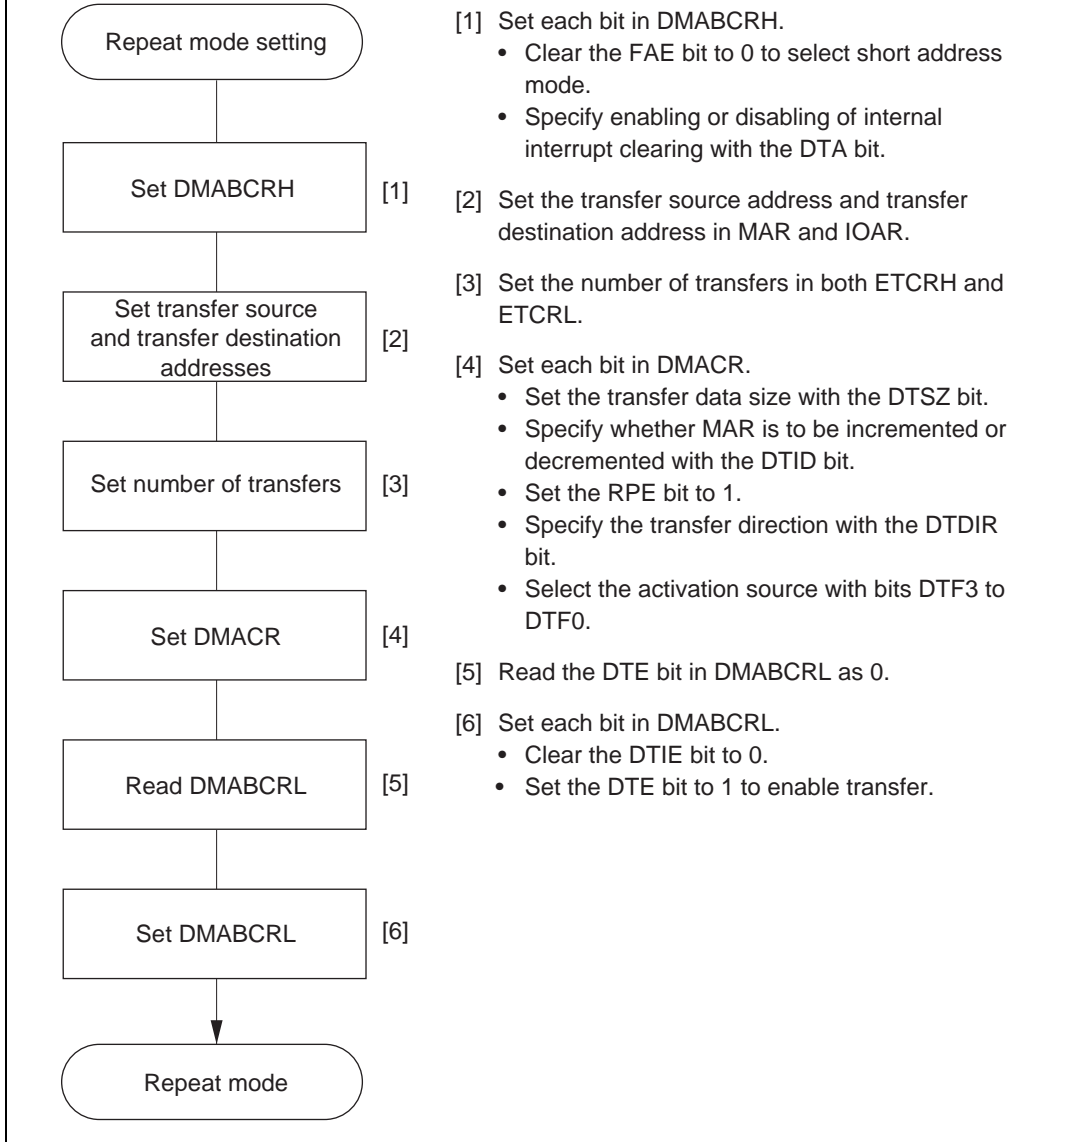 Repeat mode setting
Set DMABCRH
[1]
Set transfer source
and transfer destination
addresses
[2]
Set number of transfers
[3]
Set DMACR
[4]
Read DMABCRL
[5]
Set DMABCRL
[6]
Repeat mode
[1] Set each bit in DMABCRH.
• Clear the FAE bit to 0 to select short address
mode.
• Specify enabling or disabling of internal
interrupt clearing with the DTA bit.
[2] Set the transfer source address and transfer
destination address in MAR and IOAR.
[3] Set the number of transfers in both ETCRH and
ETCRL.
[4] Set each bit in DMACR.
• Set the transfer data size with the DTSZ bit.
• Specify whether MAR is to be incremented or
decremented with the DTID bit.
• Set the RPE bit to 1.
• Specify the transfer direction with the DTDIR
bit.
• Select the activation source with bits DTF3 to
DTF0.
[5] Read the DTE bit in DMABCRL as 0.
[6] Set each bit in DMABCRL.
• Clear the DTIE bit to 0.
• Set the DTE bit to 1 to enable transfer.